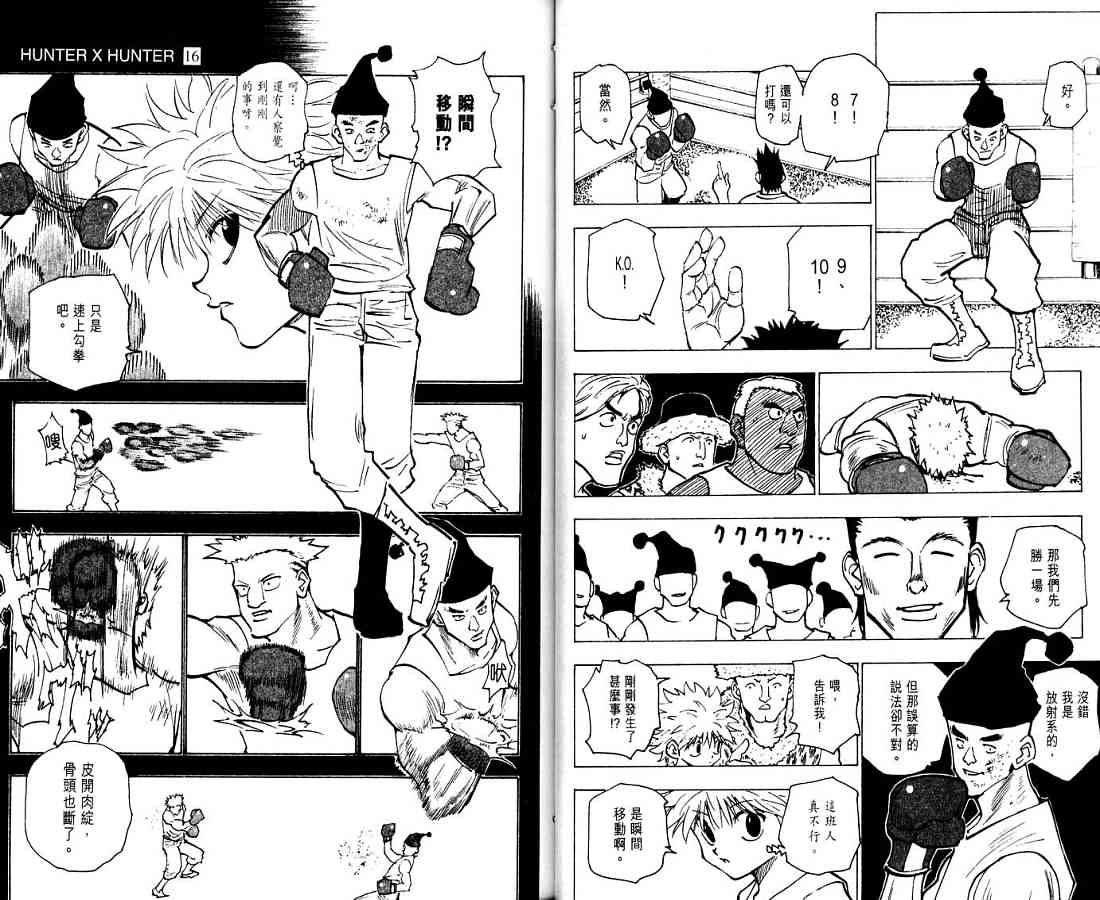 好。
7
！
8
！
還可以
打嗎？
當然。
9、
10
！
K.O.
！
ククククク...
那我們先
勝一場。
沒錯
我是
放射系的，
但那誤算的
說法卻不對。
喂，
告訴我！
剛剛發生了
甚麼事!?
這班人
真不行。
是瞬間
移動啊。
HUNTER X HUNTER 16
瞬間
移動!?
呵…
還有人察覺
到剛剛
的事呀。
只是
速上勾拳
吧。
嗖
吠
皮開肉綻，
骨頭也斷了。